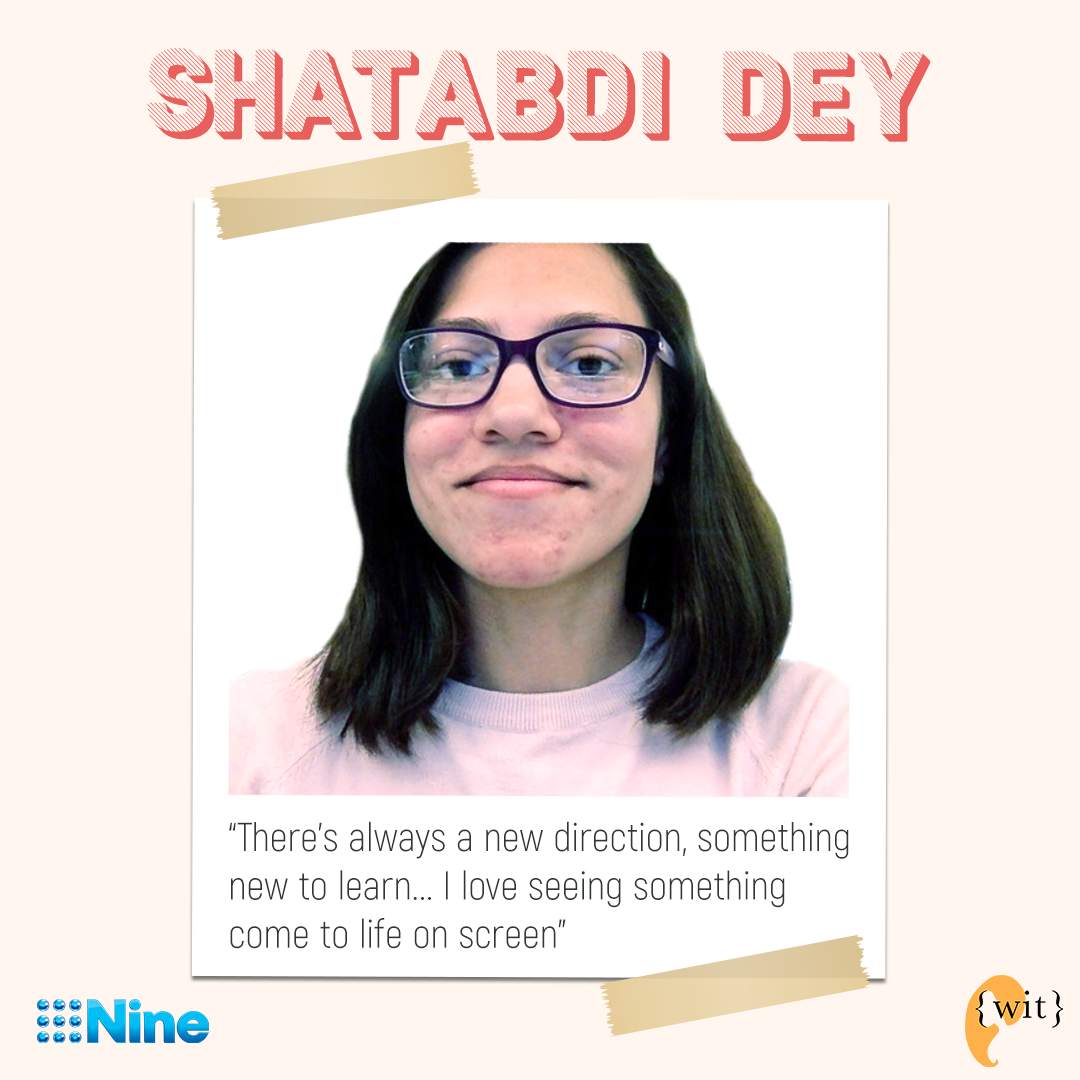 SHATABDI DEY
“There’s always a new direction, something
new to learn... I love seeing something
come to life on screen”
Nine
{wit}